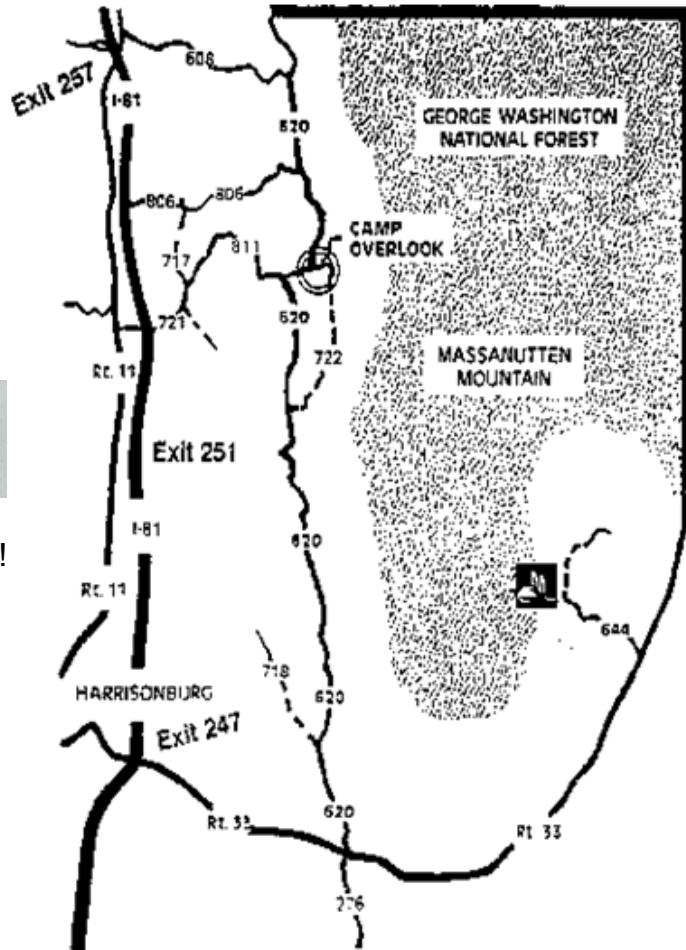 608
Exit 257
I-81
620
GEORGE WASHINGTON
NATIONAL FOREST
806
806
CAMP
OVERLOOK
811
717
620
721
722
MASSANUTTEN
MOUNTAIN
Rt. 11
Exit 251
I-81
620
!
Rt. 11
644
718
HARRISONBURG
620
Exit 247
620
Rt. 33
Rt. 33
276